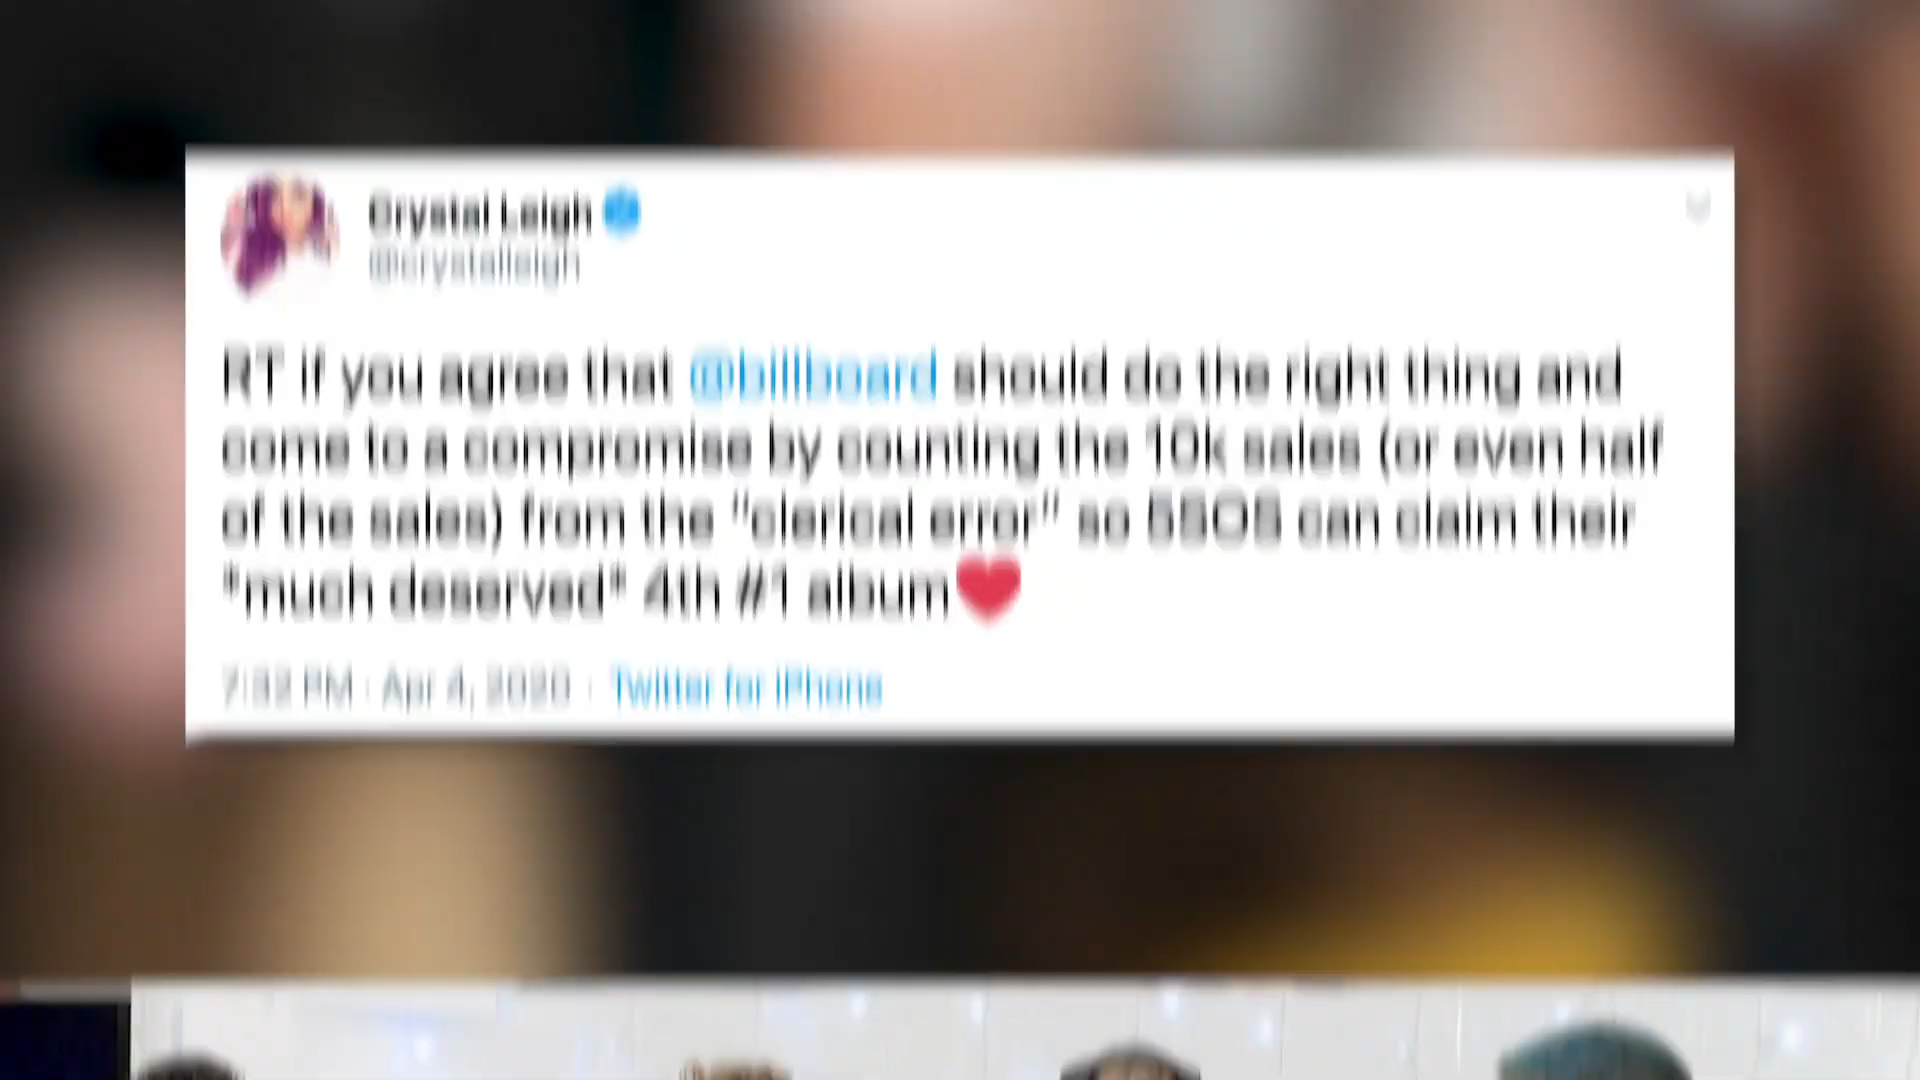 Crystal Leigh
@crystalleigh
RT if you agree that @billboard should do the right thing and
come to a compromise by counting the 10k sales (or even half
of the sales) from the "clerical error" so 5SOS can claim their
*much deserved* 4th #1 album
PM · Apr 4, 2020 · Twitter for iPhone